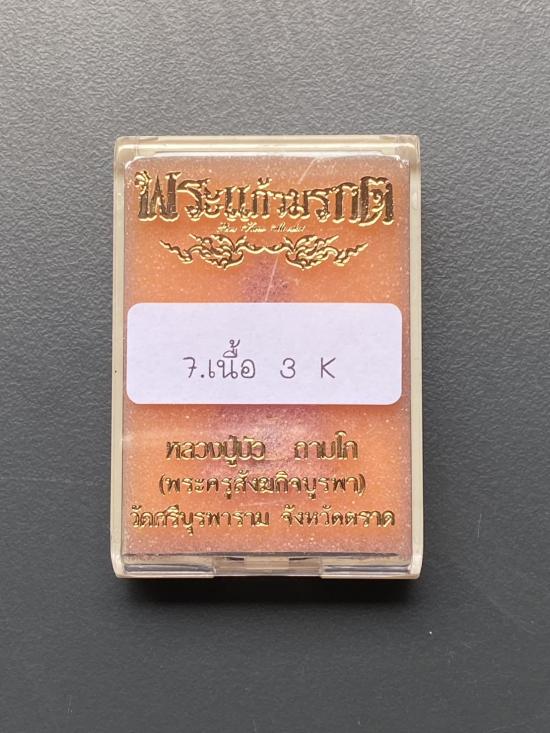 พระแก้วมรกต
7.เนื้อ 3 K
หลวงปู่บัว ถามโก
(พระครูสังฆกิจบูรพา)
วัดศรีบุรพาราม จังหวัดตราด